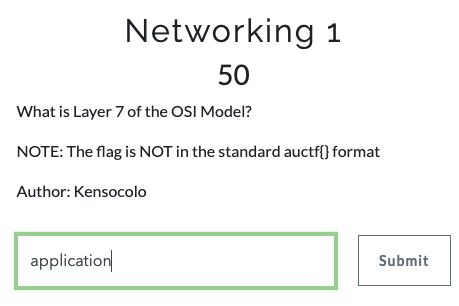 Networking 1
50
What is Layer 7 of the OSI Model?
NOTE: The flag is NOT in the standard auctf{} format
Author: Kensocolo
application
Submit